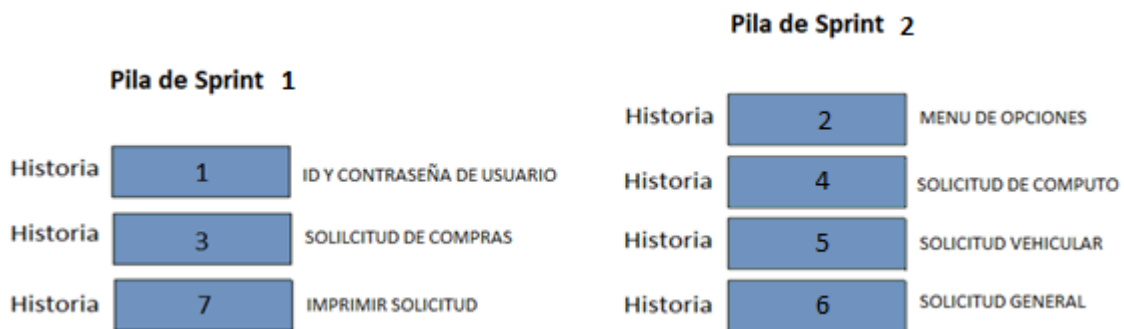 Pila de Sprint 1
Historia 1 ID Y CONTRASEÑA DE USUARIO
Historia 3 SOLILCITUD DE COMPRAS
Historia 7 IMPRIMIR SOLICITUD
Pila de Sprint 2
Historia 2 MENU DE OPCIONES
Historia 4 SOLICITUD DE COMPUTO
Historia 5 SOLICITUD VEHICULAR
Historia 6 SOLICITUD GENERAL